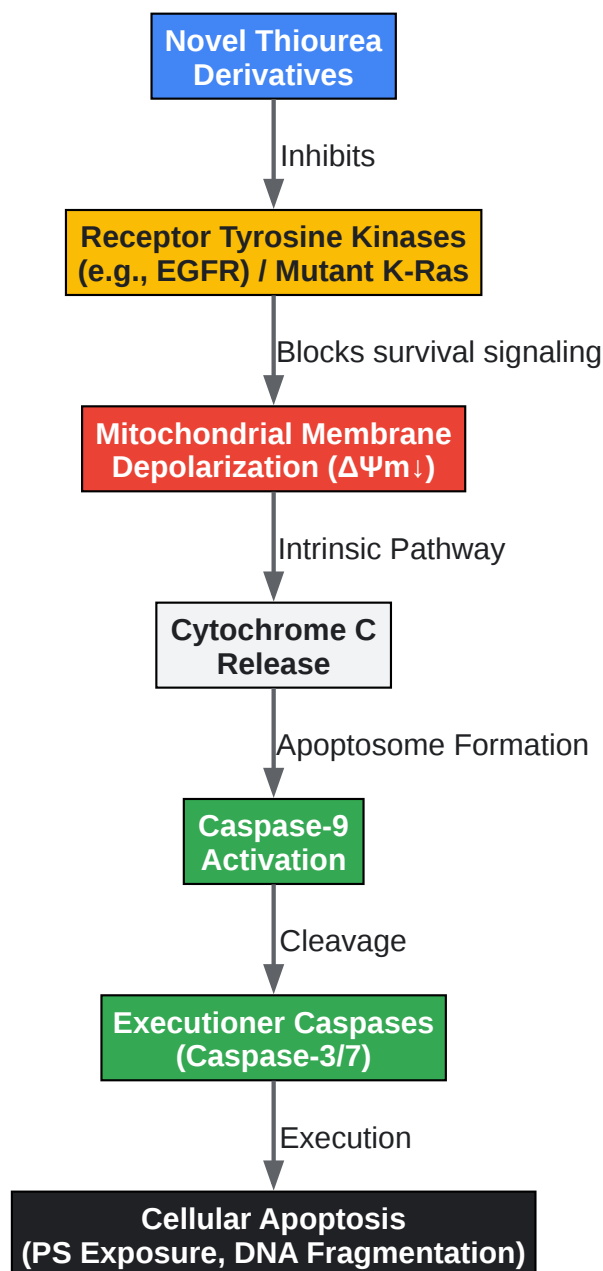 Novel Thiourea
Derivatives
Inhibits
Receptor Tyrosine Kinases
(e.g., EGFR) / Mutant K-Ras
Blocks survival signaling
Mitochondrial Membrane
Depolarization (ΔΨm↓)
Intrinsic Pathway
Cytochrome C
Release
Apoptosome Formation
Caspase-9
Activation
Cleavage
Executioner Caspases
(Caspase-3/7)
Execution
Cellular Apoptosis
(PS Exposure, DNA Fragmentation)